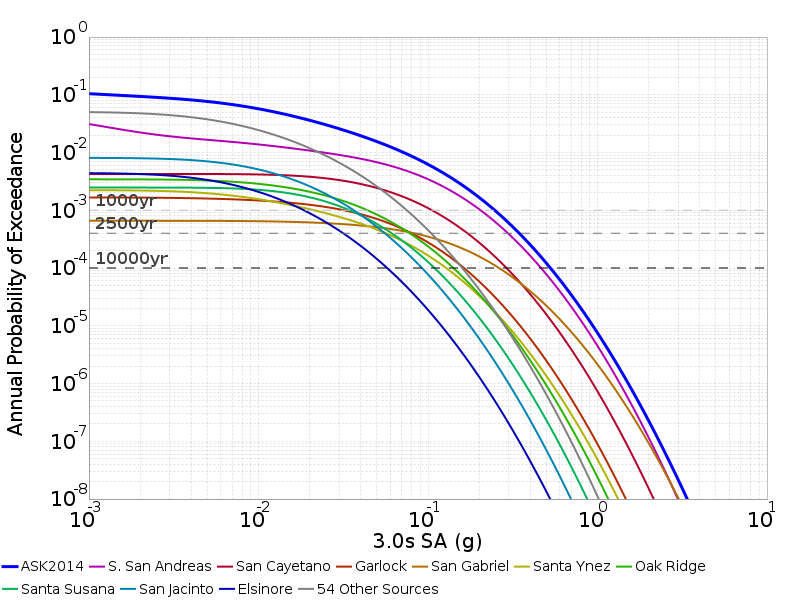 10^0
10^-1
10^-2
10^-3
10^-4
10^-5
10^-6
10^-7
10^-8
Annual Probability of Exceedance
1000yr
2500yr
10000yr
10^-3 10^-2 10^-1 10^0 10^1
3.0s SA (g)
ASK2014 S. San Andreas San Cayetano Garlock San Gabriel Santa Ynez Oak Ridge
Santa Susana San Jacinto Elsinore 54 Other Sources